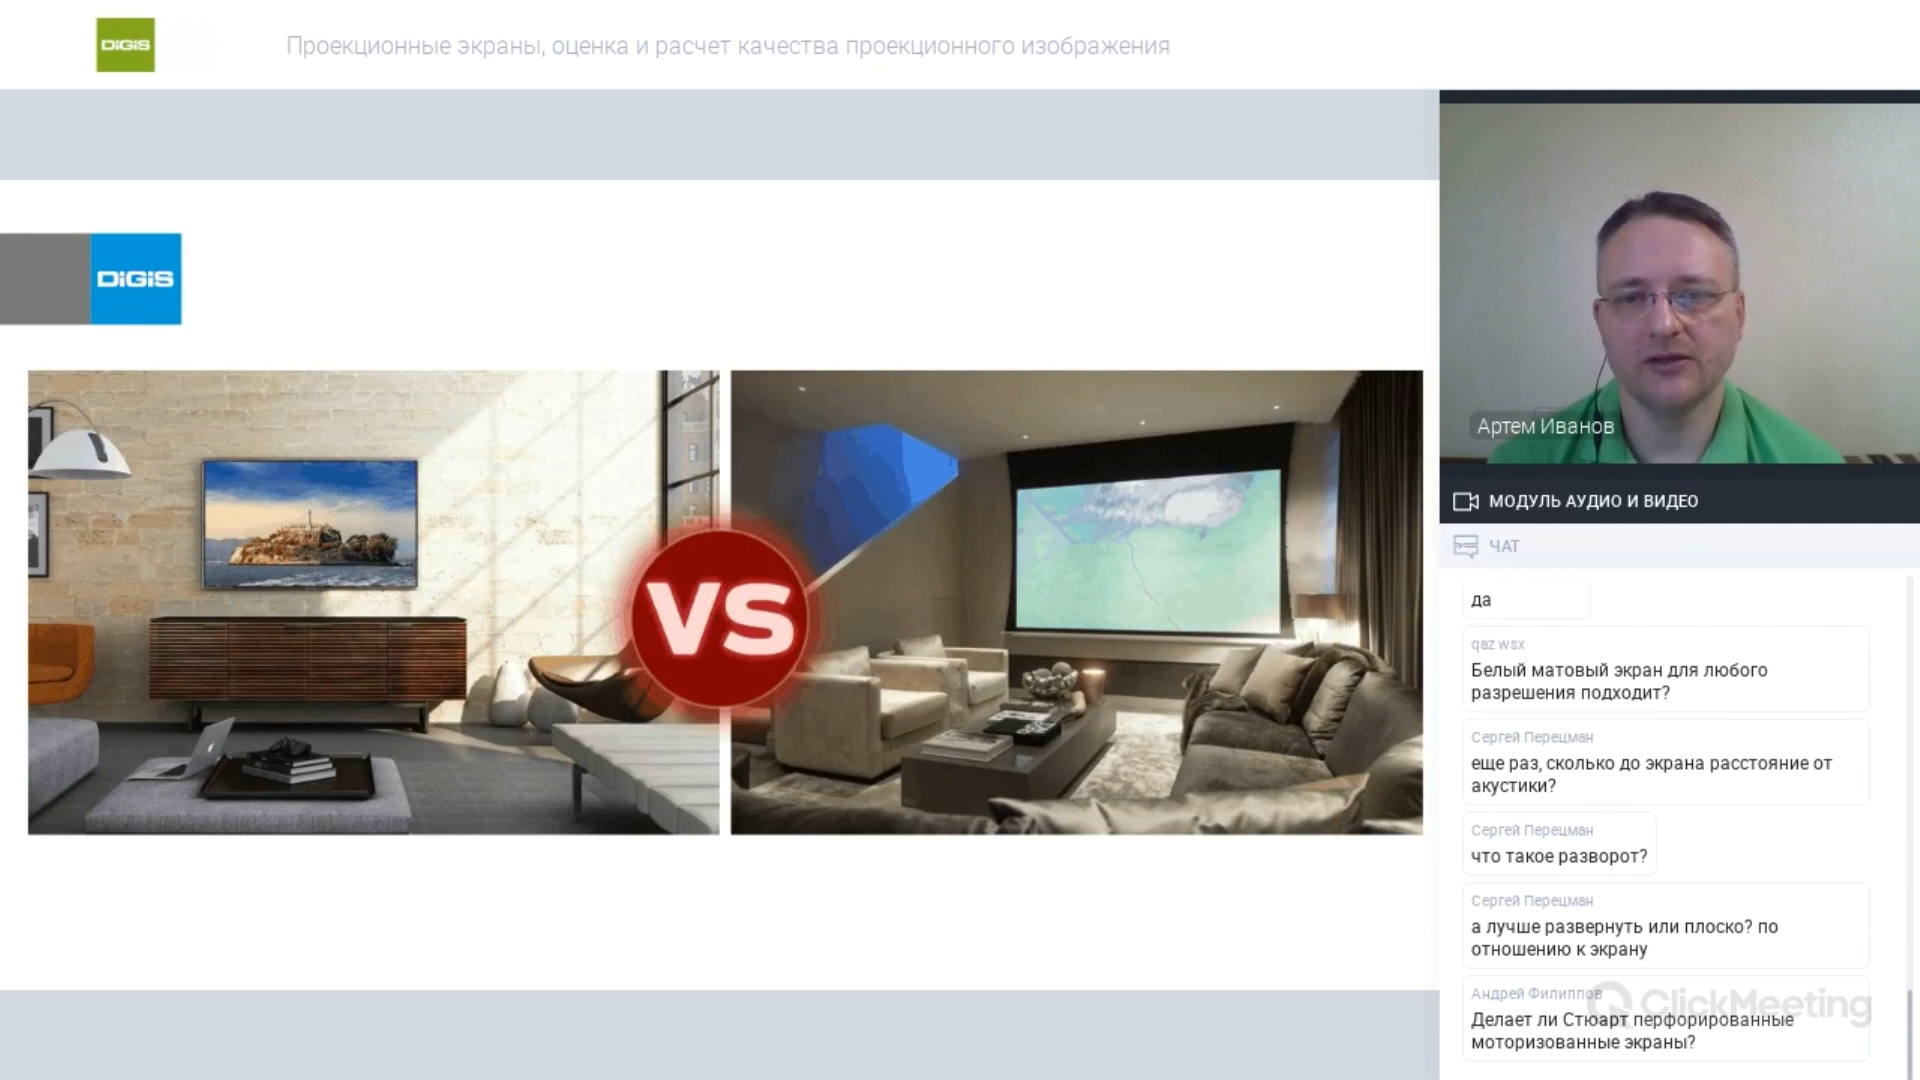 DiGiS
Проекционные экраны, оценка и расчет качества проекционного изображения
DiGiS
VS
Артем Иванов
МОДУЛЬ АУДИО И ВИДЕО
ЧАТ
да
qaz wsx
Белый матовый экран для любого
разрешения подходит?
Сергей Перецман
еще раз, сколько до экрана расстояние от
акустики?
Сергей Перецман
что такое разворот?
Сергей Перецман
а лучше развернуть или плоско? по
отношению к экрану
Андрей Филиппов
ClickMeeting
Делает ли Стюарт перфорированные
моторизованные экраны?